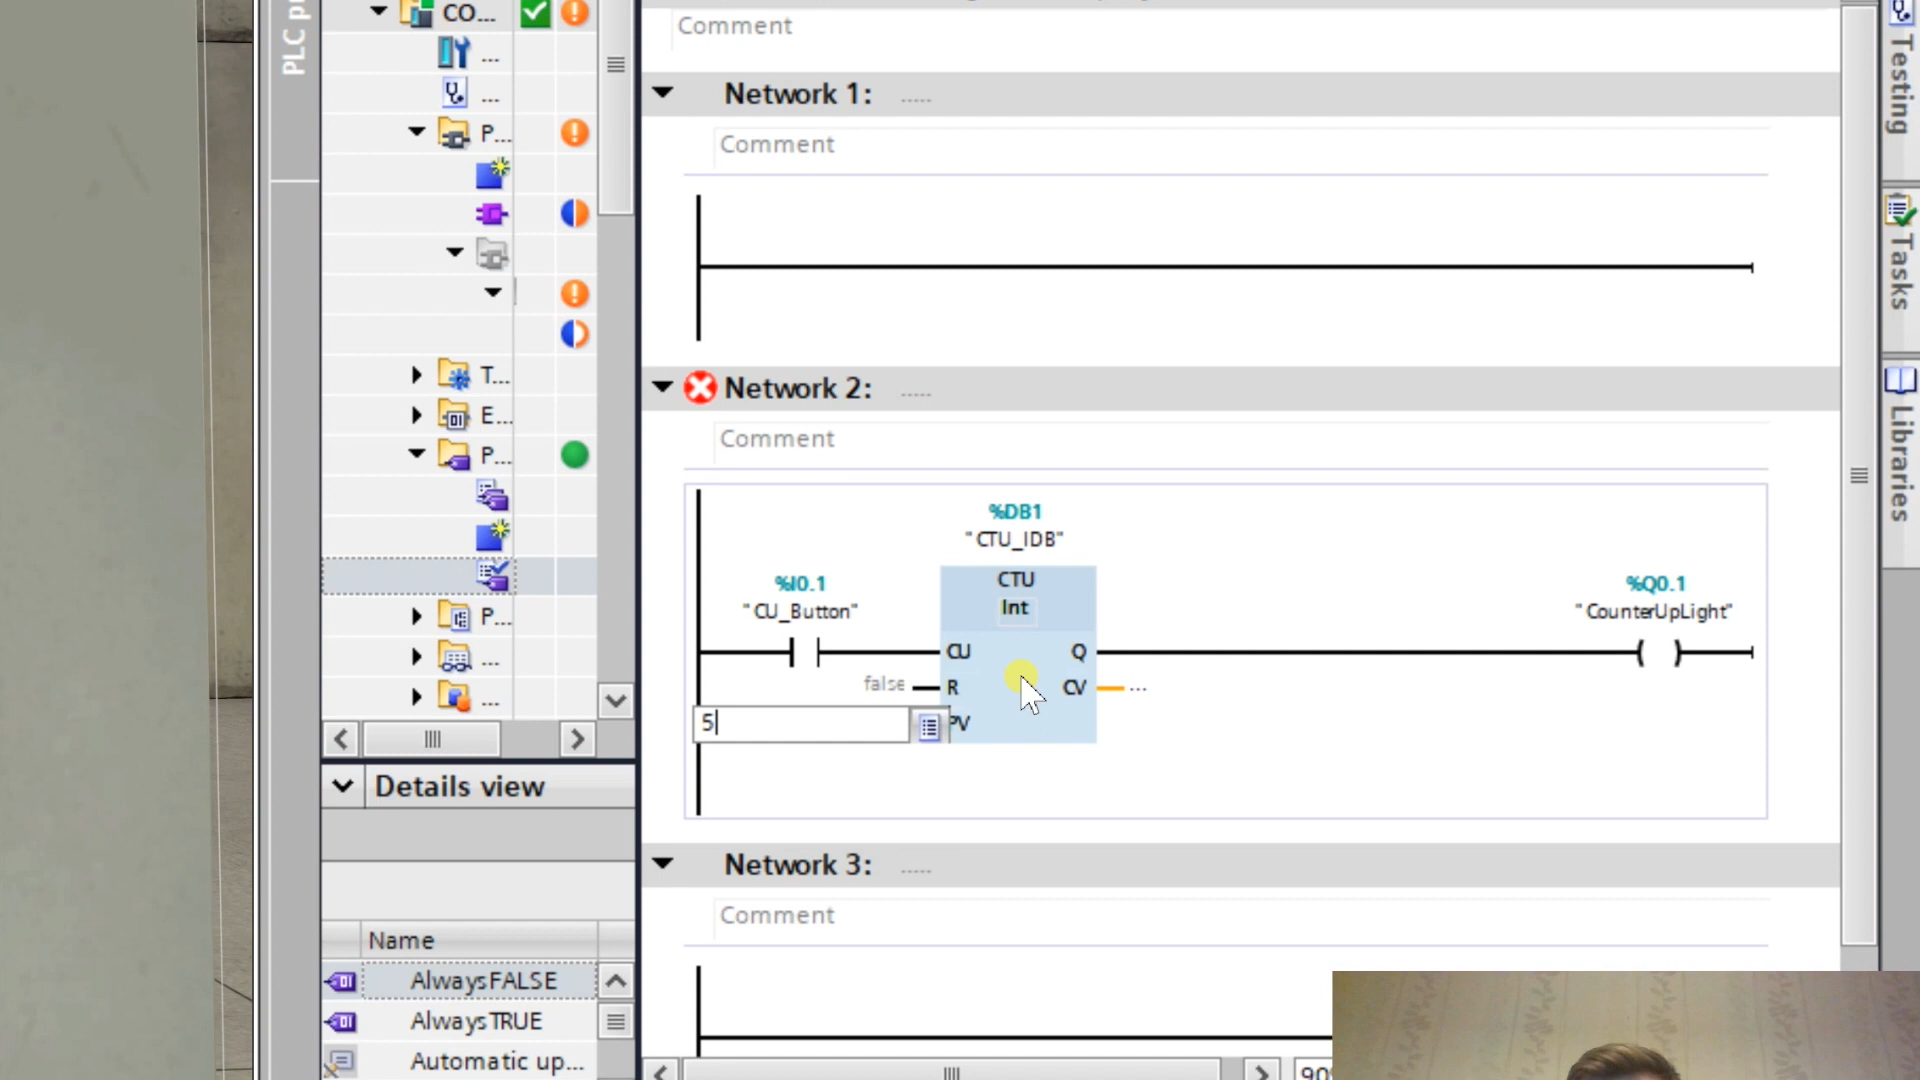 PLC p
CO...
...
...
P...
T...
E...
P...
P...
...
...
Details view
Name
AlwaysFALSE
AlwaysTRUE
Automatic up...
Comment
Network 1: .....
Comment
Network 2: .....
Comment
%DB1
"CTU_IDB"
CTU
Int
%I0.1
"CU_Button"
%Q0.1
"CounterUpLight"
CU Q
false R CV ...
5 PV
Network 3: .....
Comment
90
Testing
Tasks
Libraries